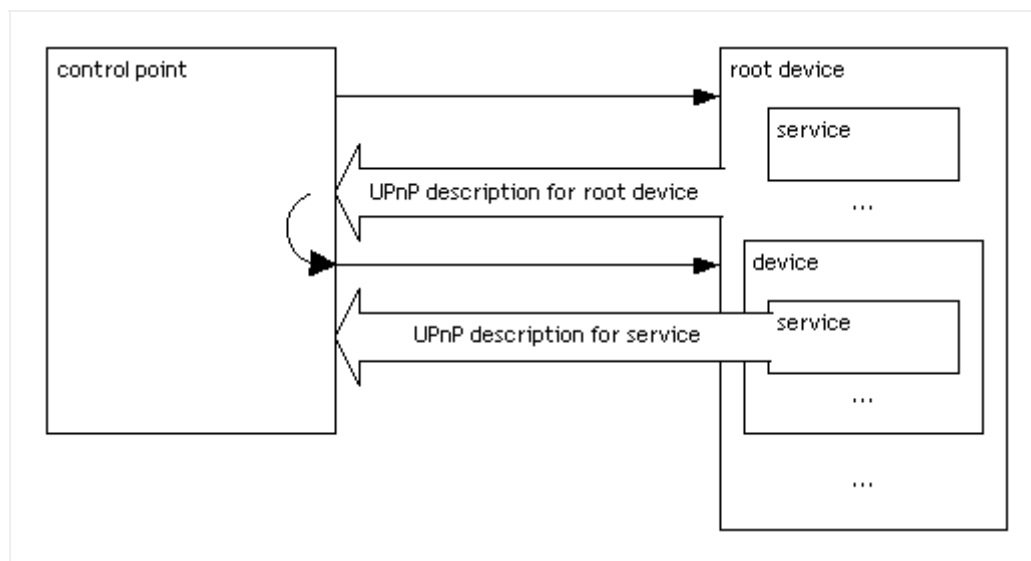 control point
root device
service
UPnP description for root device
...
device
service
UPnP description for service
...
...